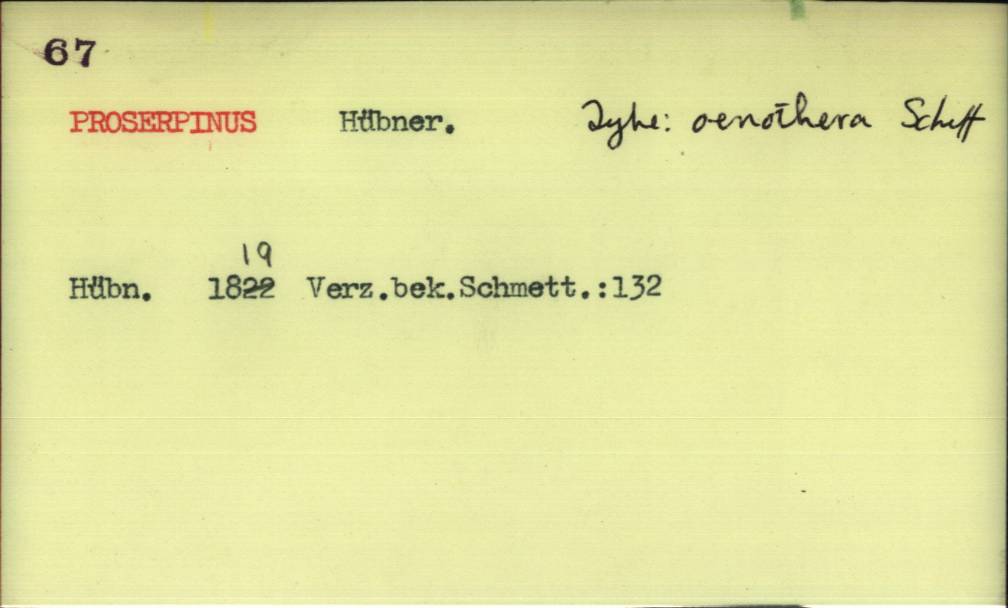 67
PROSERPINUS Hübner. Type: oenothera Schiff
19
Hübn. 1822 Verz.bek.Schmett.:132